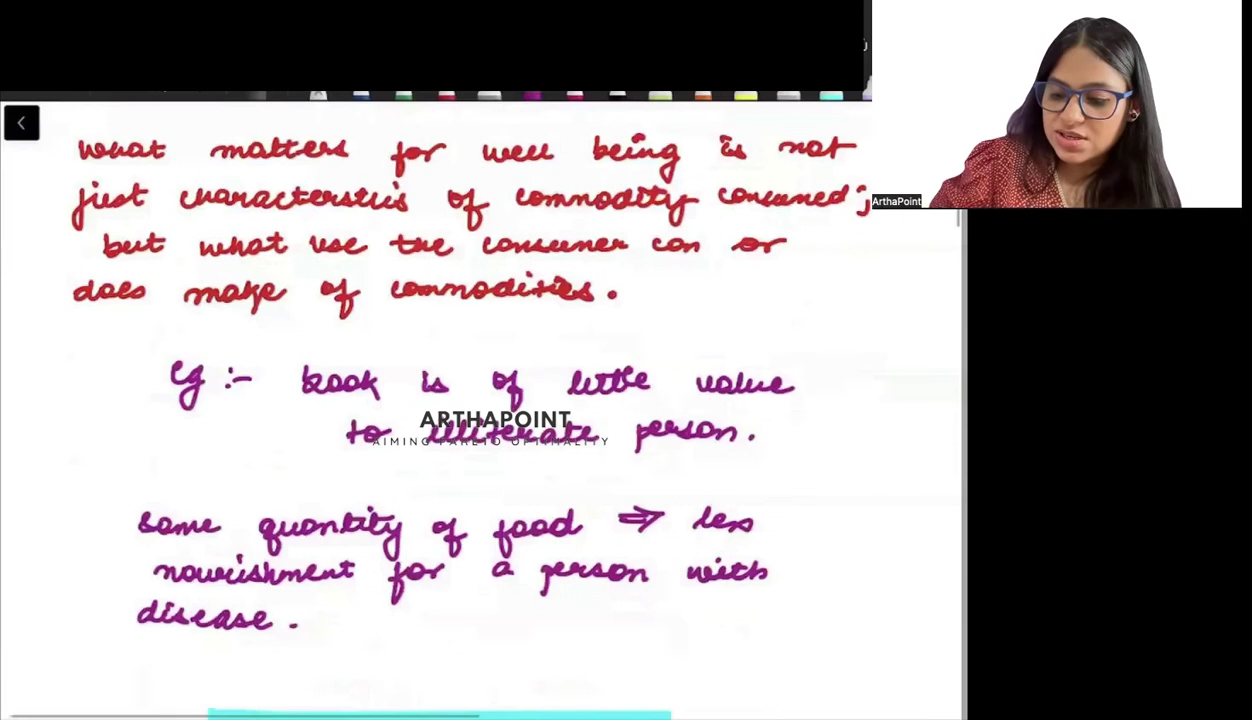 what matters for well being is not
just characterstics of commodity consumed;
but what use the consumer can or
does make of commodities.
ArthaPoint
eg :- book is of little value
ARTHAPOINT
to illiterate person.
AIMING PARETO OPTIMALITY
same quantity of food ⇒ less
nourishment for a person with
disease.